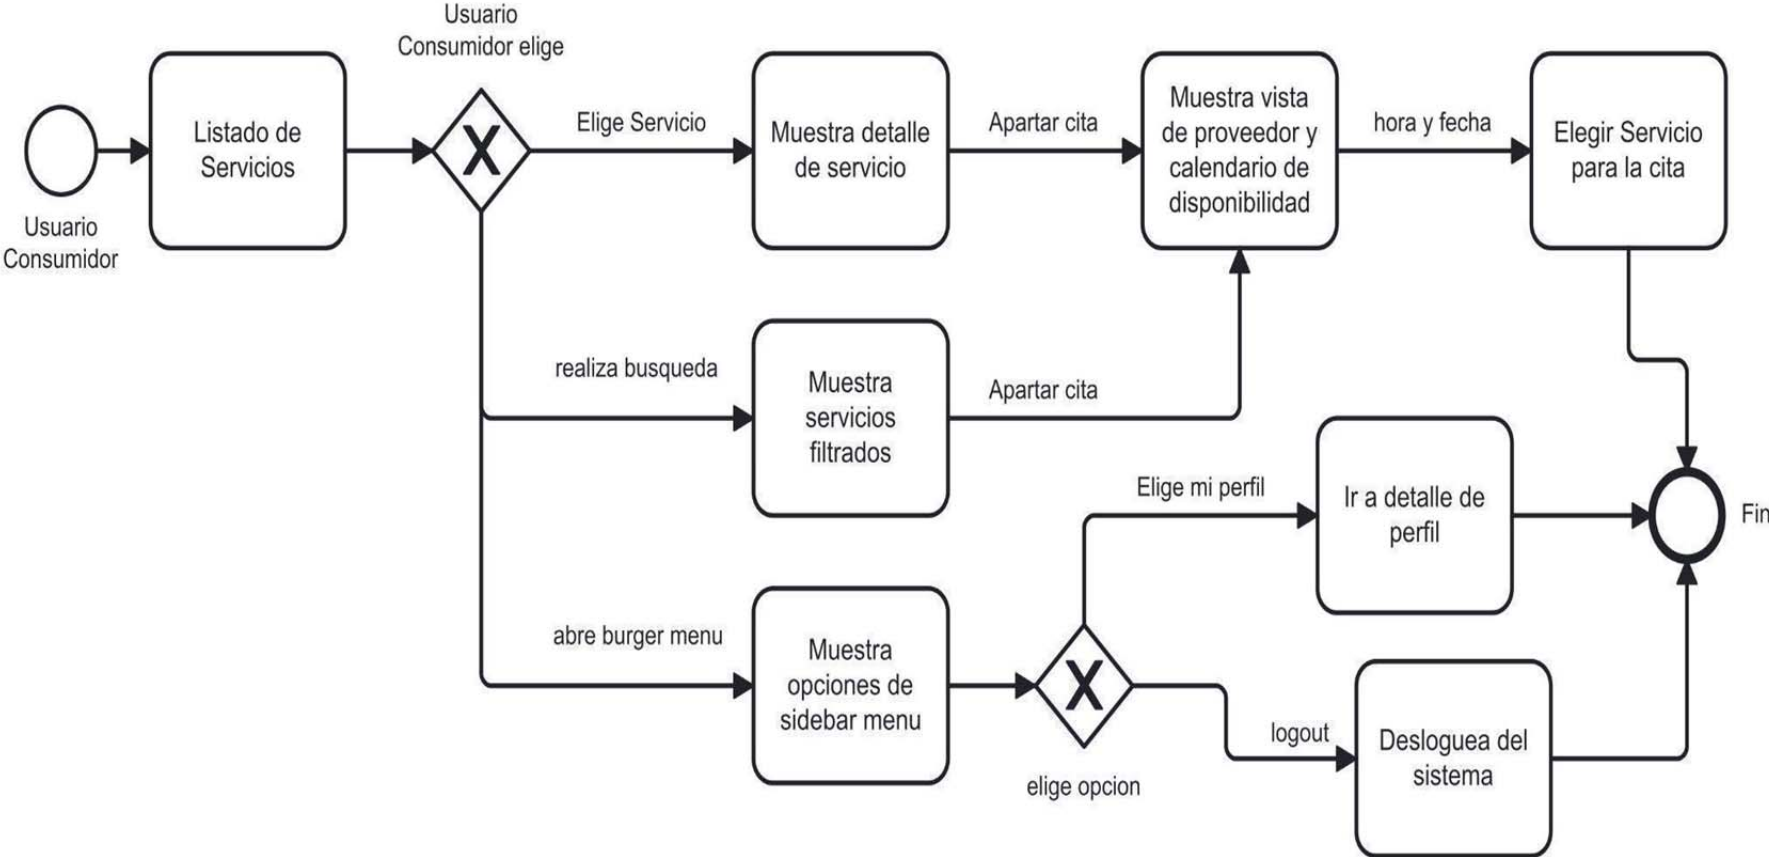 Usuario
Consumidor elige
Usuario
Consumidor
Listado de
Servicios
X
Elige Servicio
Muestra detalle
de servicio
Apartar cita
Muestra vista
de proveedor y
calendario de
disponibilidad
hora y fecha
Elegir Servicio
para la cita
realiza busqueda
Muestra
servicios
filtrados
Apartar cita
abre burger menu
Muestra
opciones de
sidebar menu
X
elige opcion
Elige mi perfil
Ir a detalle de
perfil
logout
Desloguea del
sistema
Fin